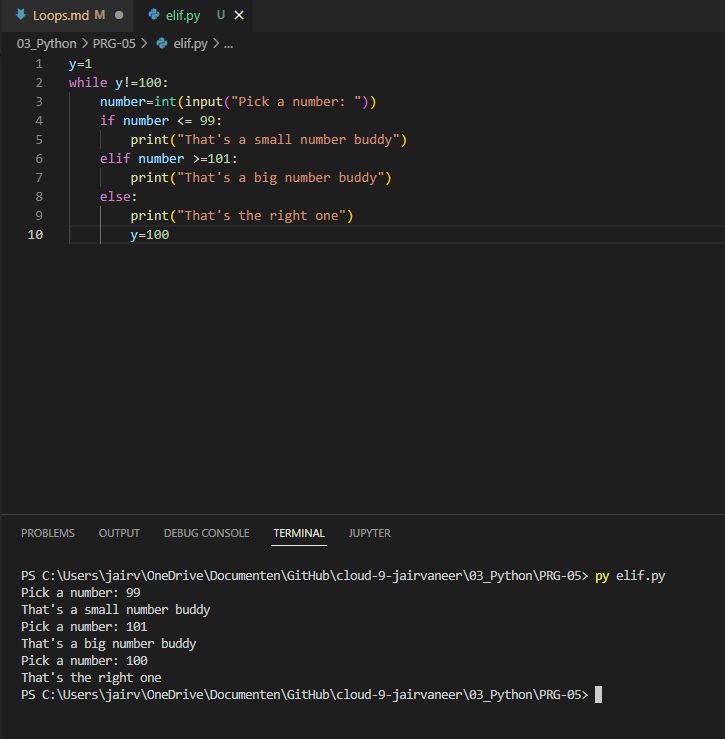 Loops.md M
elif.py U
03_Python > PRG-05 > elif.py > ...
1 y=1
2 while y!=100:
3     number=int(input("Pick a number: "))
4     if number <= 99:
5         print("That's a small number buddy")
6     elif number >=101:
7         print("That's a big number buddy")
8     else:
9         print("That's the right one")
10         y=100
PROBLEMS OUTPUT DEBUG CONSOLE TERMINAL JUPYTER
PS C:\Users\jairv\OneDrive\Documenten\GitHub\cloud-9-jairvaneer\03_Python\PRG-05> py elif.py
Pick a number: 99
That's a small number buddy
Pick a number: 101
That's a big number buddy
Pick a number: 100
That's the right one
PS C:\Users\jairv\OneDrive\Documenten\GitHub\cloud-9-jairvaneer\03_Python\PRG-05>